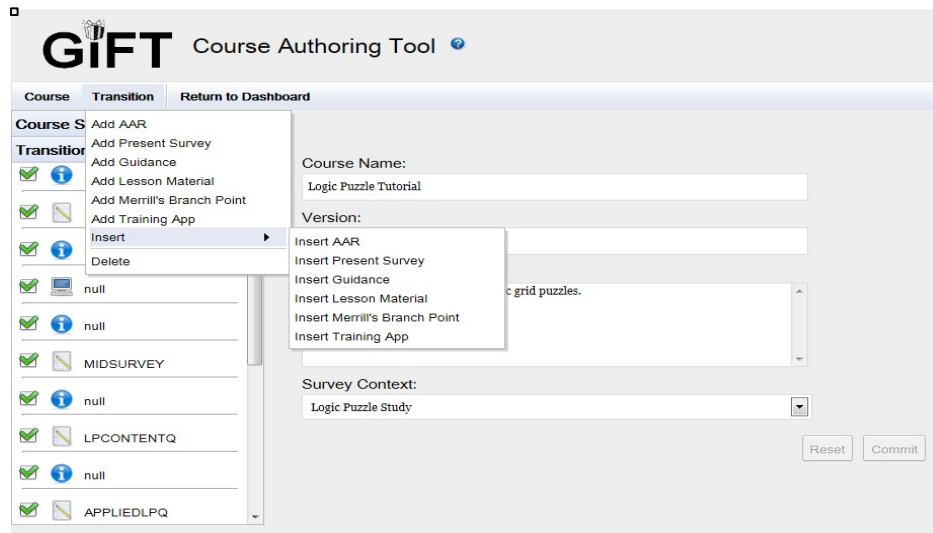 GiFT Course Authoring Tool
Course Transition Return to Dashboard
Course S
Transition
Add AAR
Add Present Survey
Add Guidance
Add Lesson Material
Add Merrill's Branch Point
Add Training App
Insert
Delete
Insert AAR
Insert Present Survey
Insert Guidance
Insert Lesson Material
Insert Merrill's Branch Point
Insert Training App
null
null
MIDSURVEY
null
LPCONTENTQ
null
APPLIEDLPQ
Course Name:
Logic Puzzle Tutorial
Version:
c grid puzzles.
Survey Context:
Logic Puzzle Study
Reset Commit